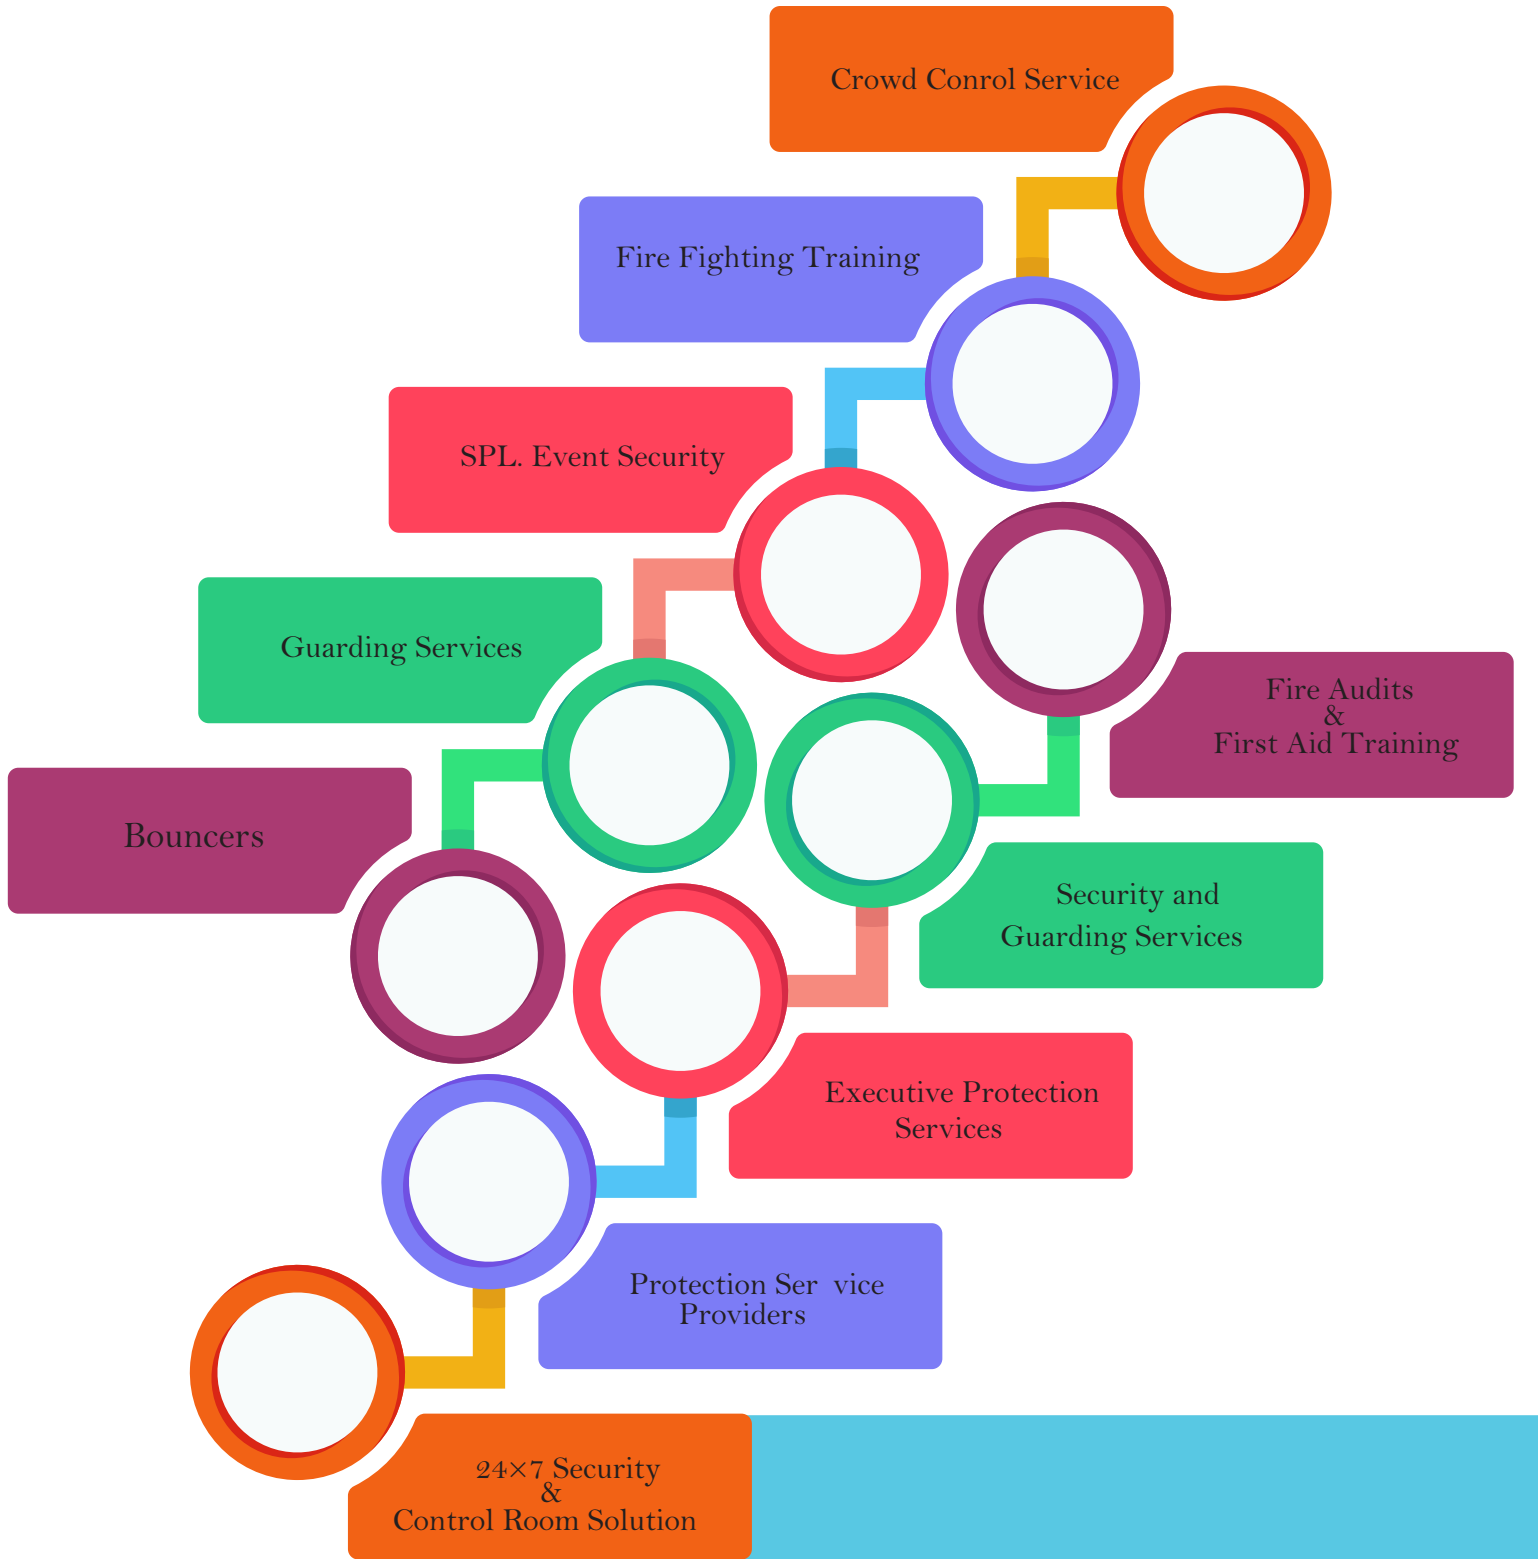 Crowd Conrol Service
Fire Fighting Training
SPL. Event Security
Guarding Services
Fire Audits
&
First Aid Training
Bouncers
Security and
Guarding Services
Executive Protection
Services
Protection Ser vice
Providers
24×7 Security
&
Control Room Solution